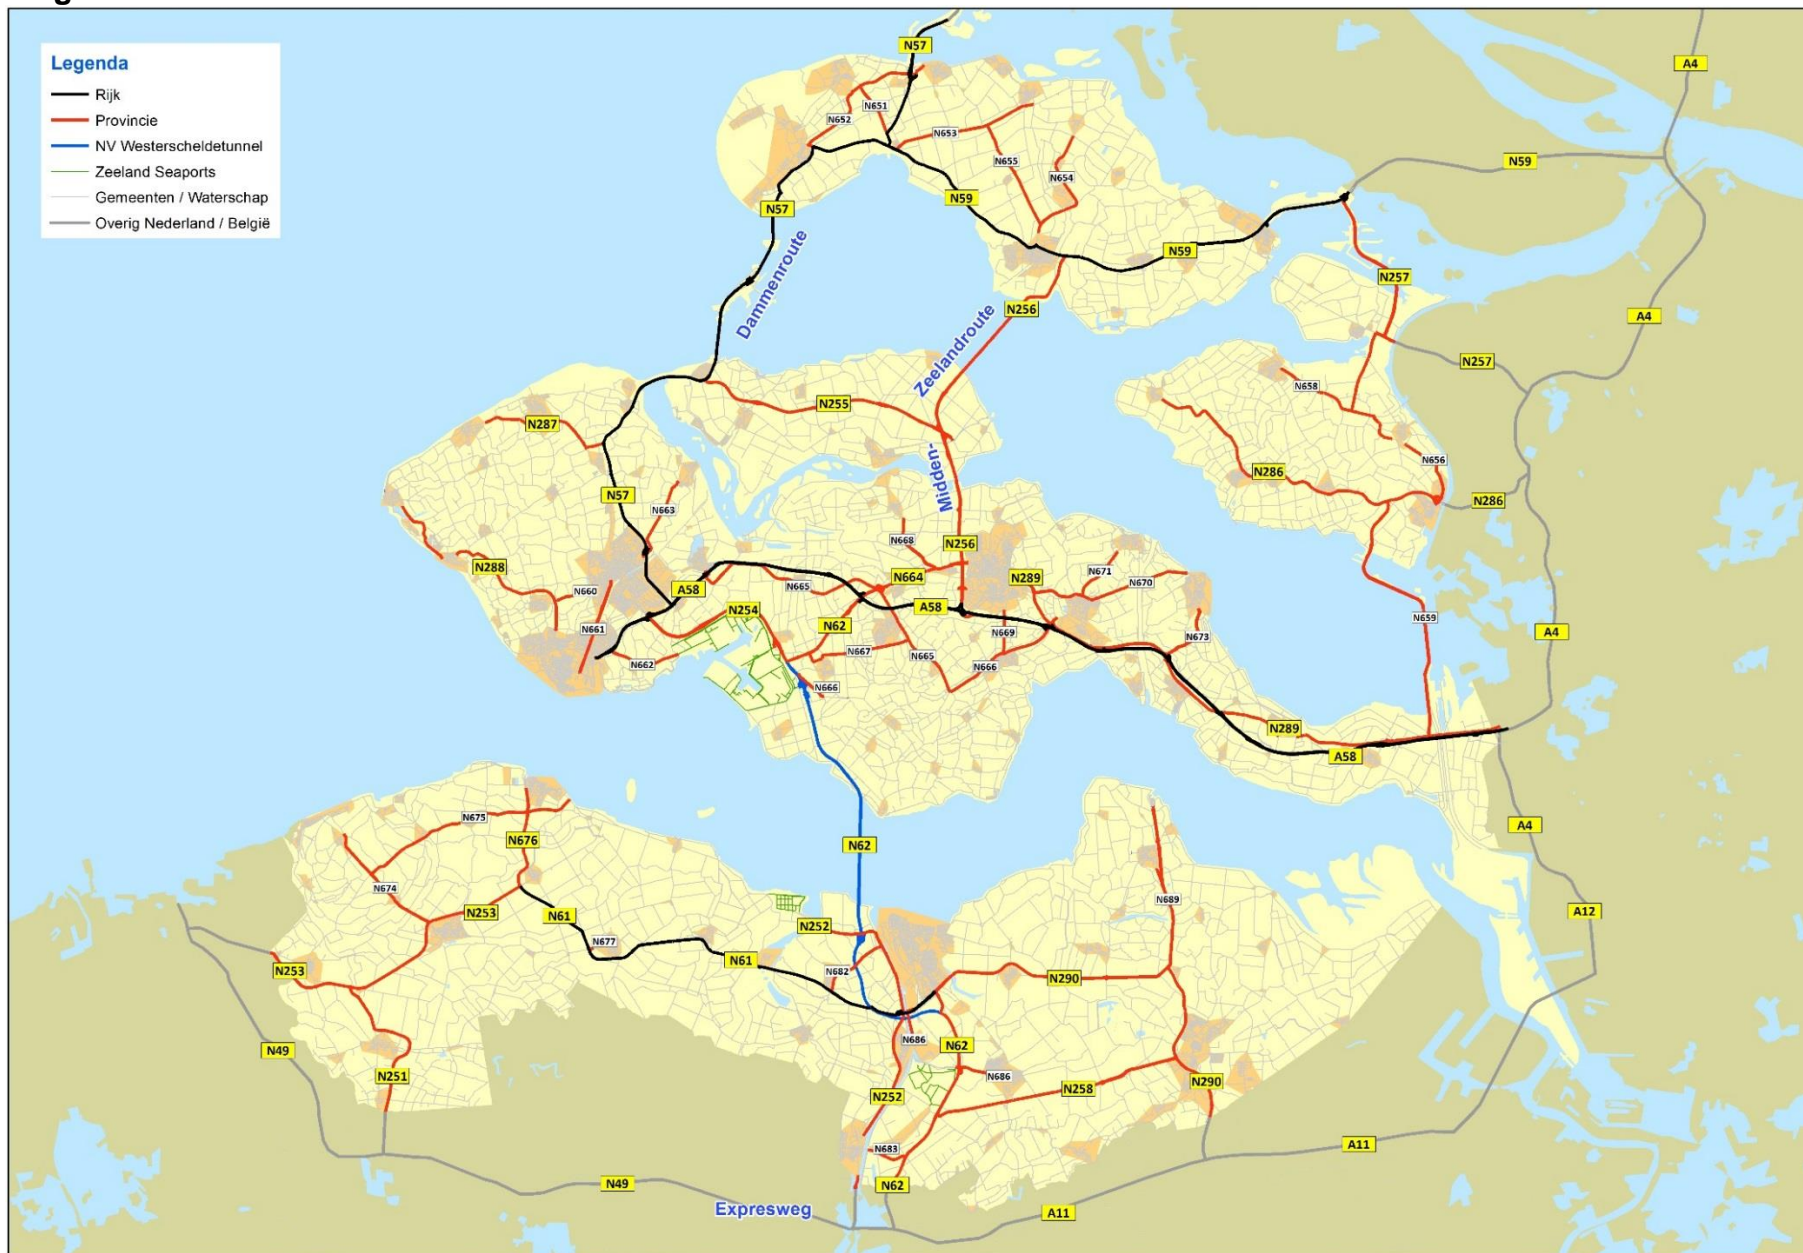 Legenda
Rijk
Provincie
NV Westerscheldetunnel
Zeeland Seaports
Gemeenten / Waterschap
Overig Nederland / België
N57
A4
N651
N652
N653
N655
N654
N59
N59
N57
N59
N257
Dammenroute
N256
Zeelandroute
A4
N257
N658
N255
N287
Midden-
N656
N286
N286
N57
N663
N668
N256
N288
N664
N289
N671
N670
N660
A58
N665
A58
N254
N661
N62
N669
N673
N659
A4
N667
N665
N666
N662
N666
N289
A58
N675
N676
N62
A4
N674
N253
N61
N689
A12
N252
N677
N61
N682
N253
N290
N686
N62
N49
N251
N686
N258
N290
N252
N683
A11
N49
N62
Expresweg
A11